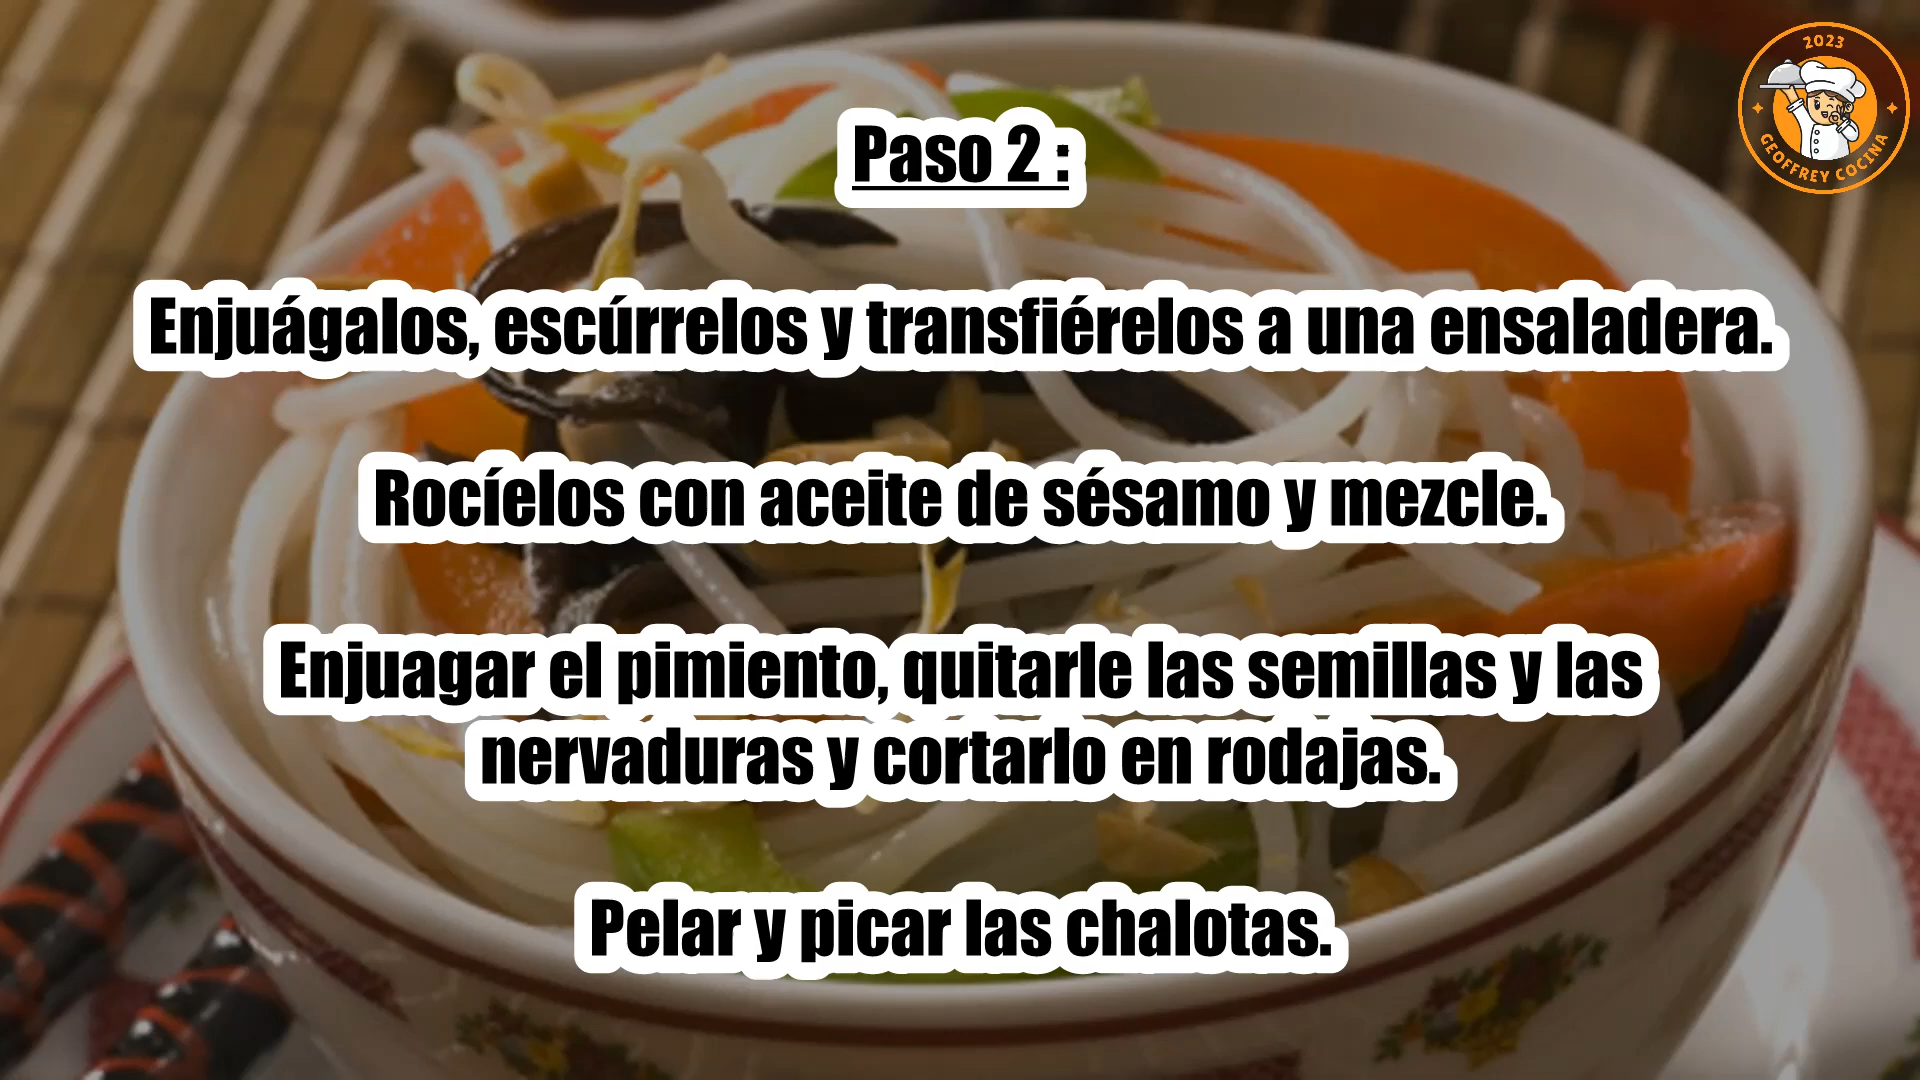 2023
GEOFFREY COCINA
Paso 2 :
Enjuágalos, escúrrelos y transfiérelos a una ensaladera.
Rocíelos con aceite de sésamo y mezcle.
Enjuagar el pimiento, quitarle las semillas y las
nervaduras y cortarlo en rodajas.
Pelar y picar las chalotas.